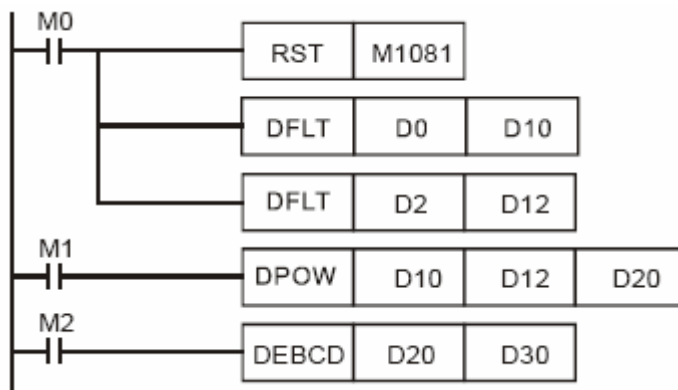 M0
RST M1081
DFLT D0 D10
DFLT D2 D12
M1
DPOW D10 D12 D20
M2
DEBCD D20 D30